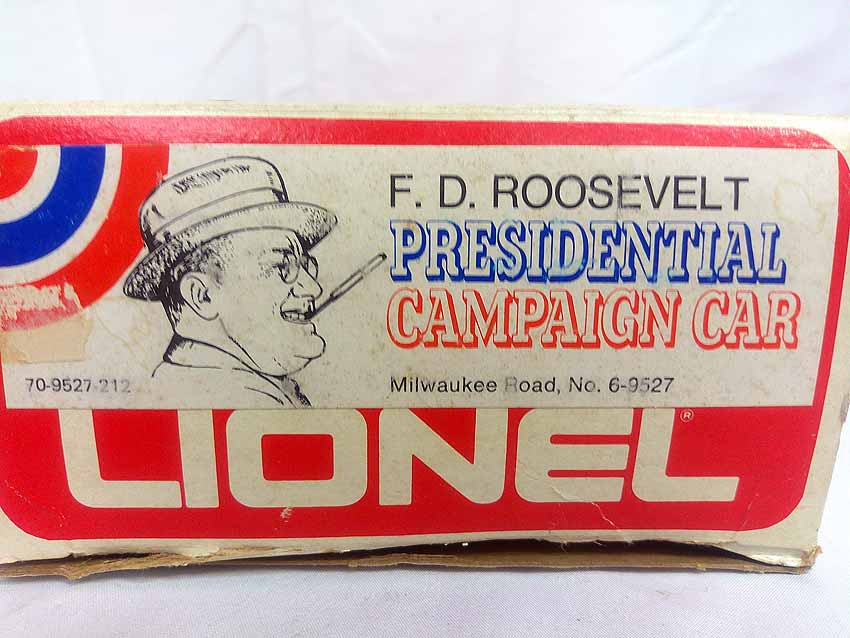 F. D. ROOSEVELT
PRESIDENTIAL
CAMPAIGN CAR
70-9527-212
Milwaukee Road, No. 6-9527
LIONEL®